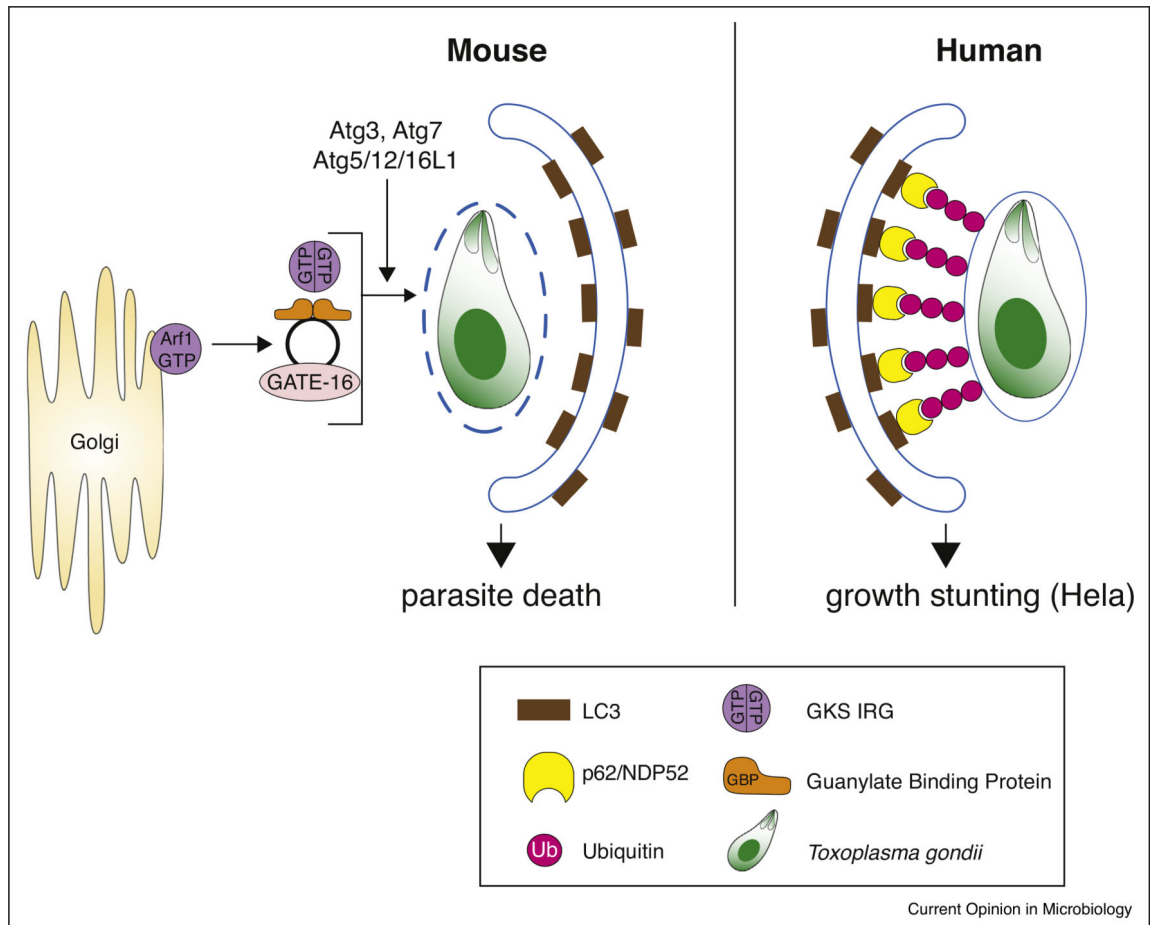 Mouse
Human
Atg3, Atg7
Atg5/12/16L1
GTP
GTP
Arf1
GTP
GATE-16
Golgi
parasite death
growth stunting (Hela)
LC3
GTP
GTP
GKS IRG
p62/NDP52
GBP
Guanylate Binding Protein
Ub
Ubiquitin
Toxoplasma gondii
Current Opinion in Microbiology